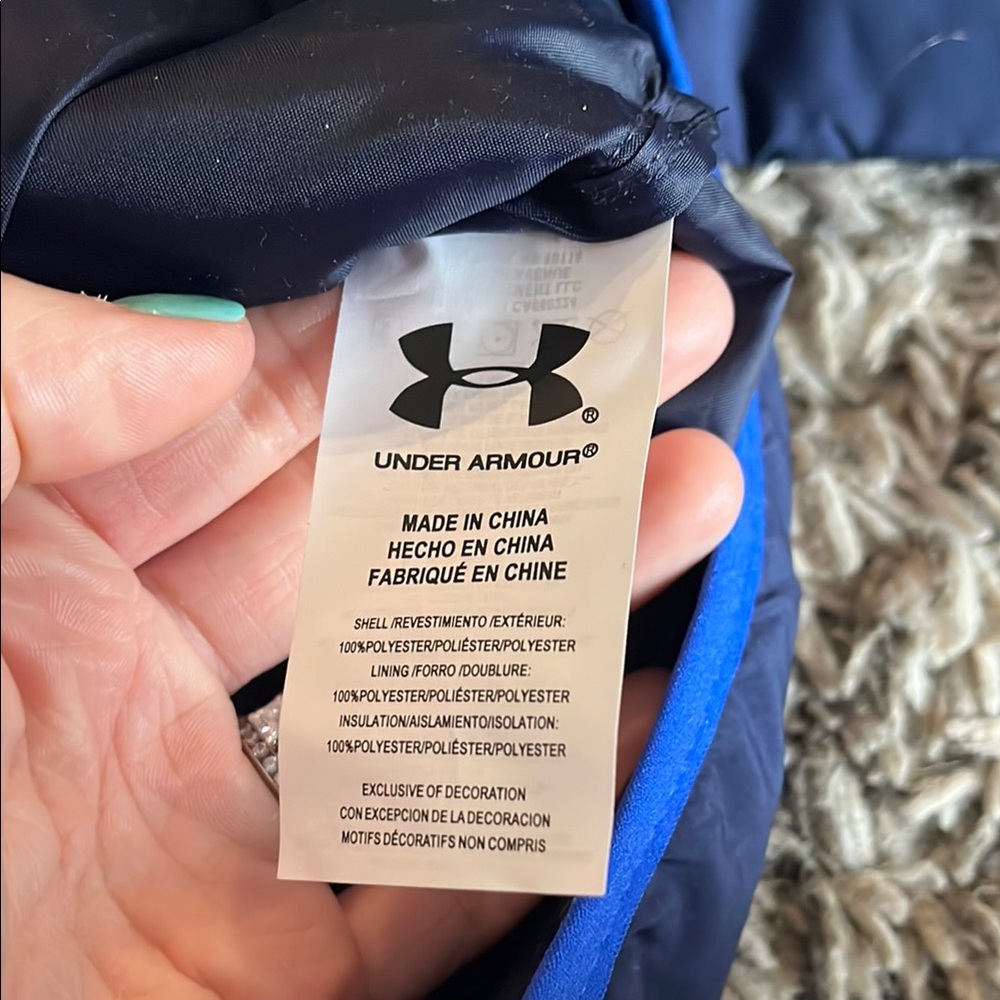 UNDER ARMOUR®
MADE IN CHINA
HECHO EN CHINA
FABRIQUÉ EN CHINE
SHELL /REVESTIMIENTO /EXTÉRIEUR:
100%POLYESTER/POLIÉSTER/POLYESTER
LINING /FORRO /DOUBLURE:
100%POLYESTER/POLIÉSTER/POLYESTER
INSULATION/AISLAMIENTO/ISOLATION:
100%POLYESTER/POLIÉSTER/POLYESTER
EXCLUSIVE OF DECORATION
CON EXCEPCION DE LA DECORACION
MOTIFS DÉCORATIFS NON COMPRIS